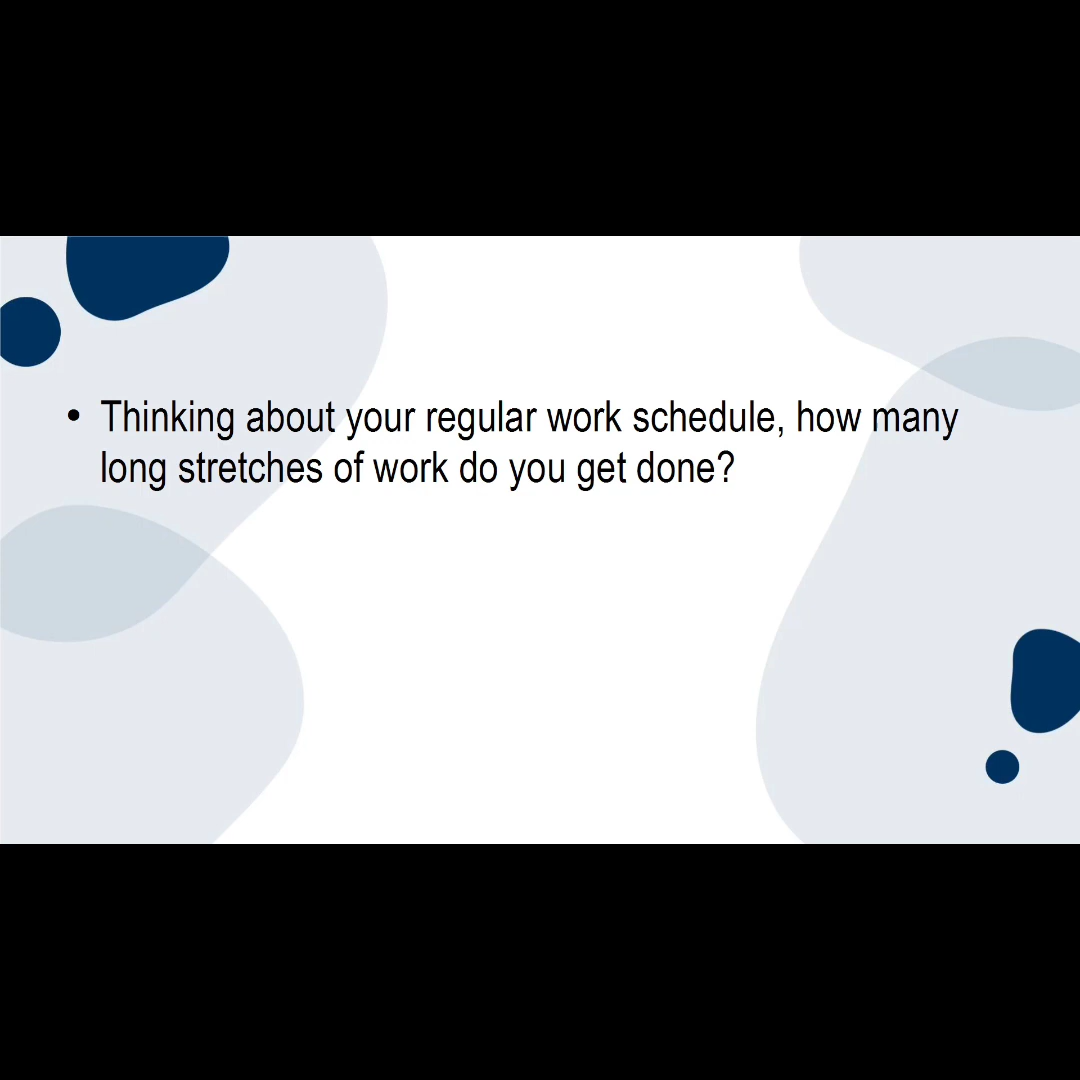 • Thinking about your regular work schedule, how many
long stretches of work do you get done?